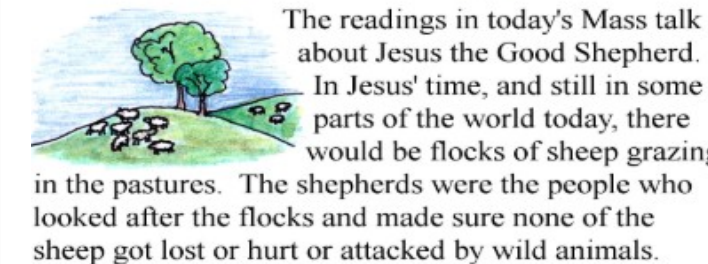 The readings in today's Mass talk
about Jesus the Good Shepherd.
In Jesus' time, and still in some
parts of the world today, there
would be flocks of sheep grazing
in the pastures. The shepherds were the people who
looked after the flocks and made sure none of the
sheep got lost or hurt or attacked by wild animals.